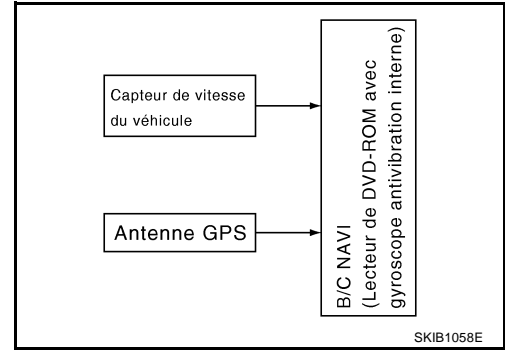 Capteur de vitesse
du véhicule
Antenne GPS
B/C NAVI
(Lecteur de DVD-ROM avec
gyroscope antivibration interne)
SKIB1058E